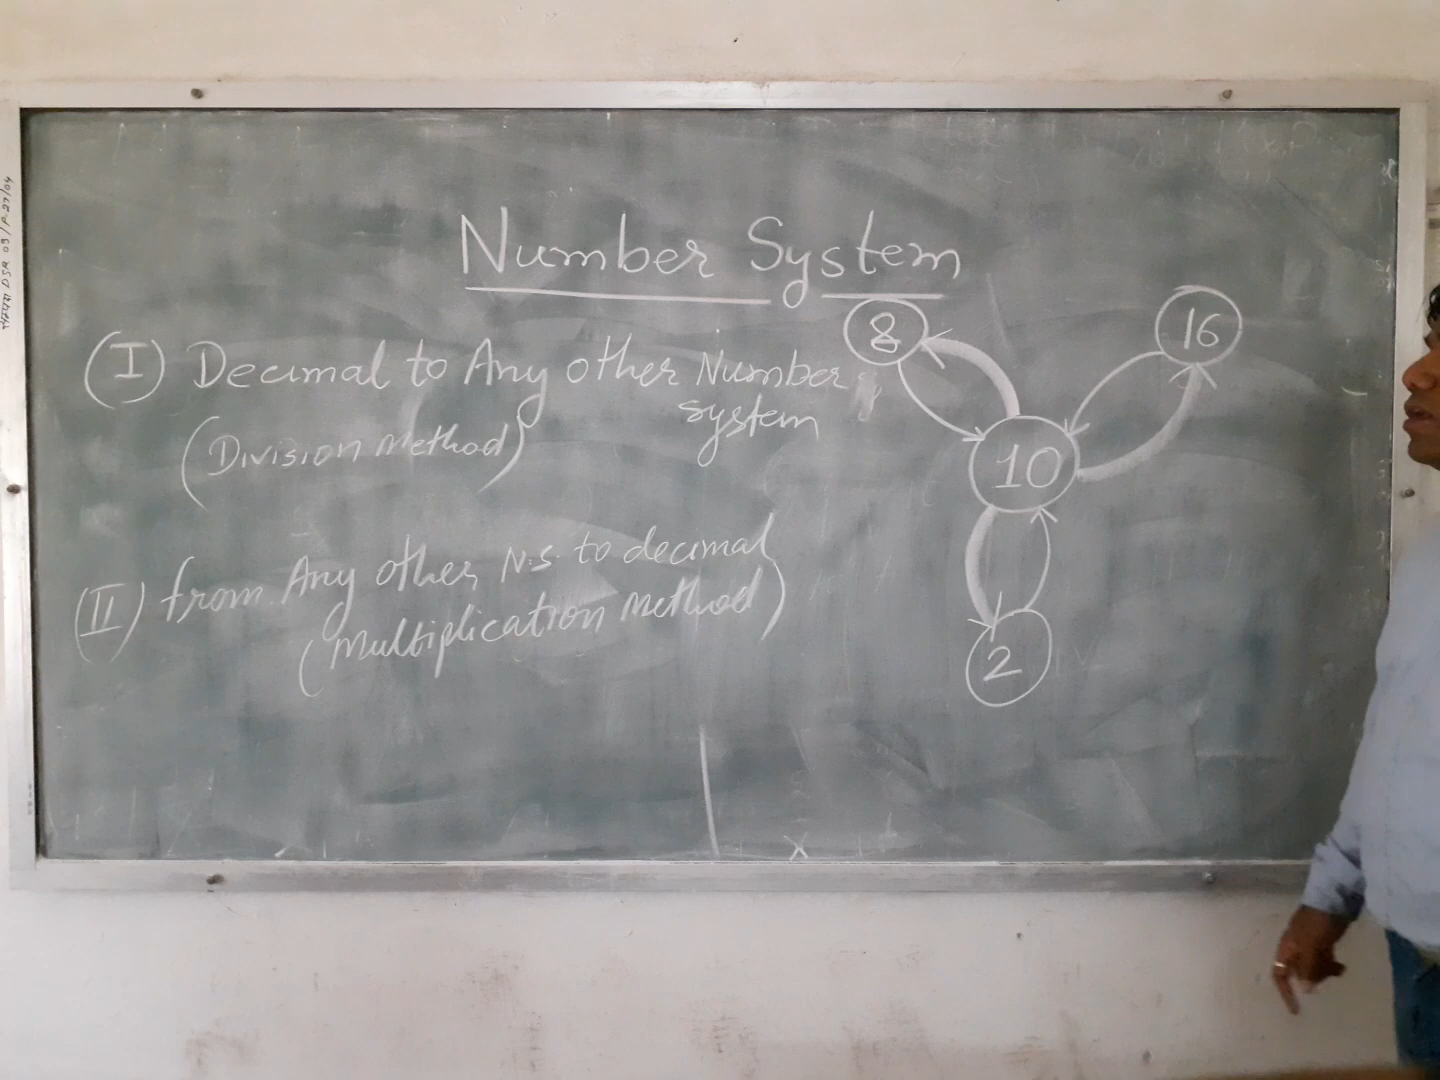 Number System
(I) Decimal to Any other Number
system
(Division Method)
(II) from Any other N.S. to decimal
(Multiplication Method)
8
16
10
2